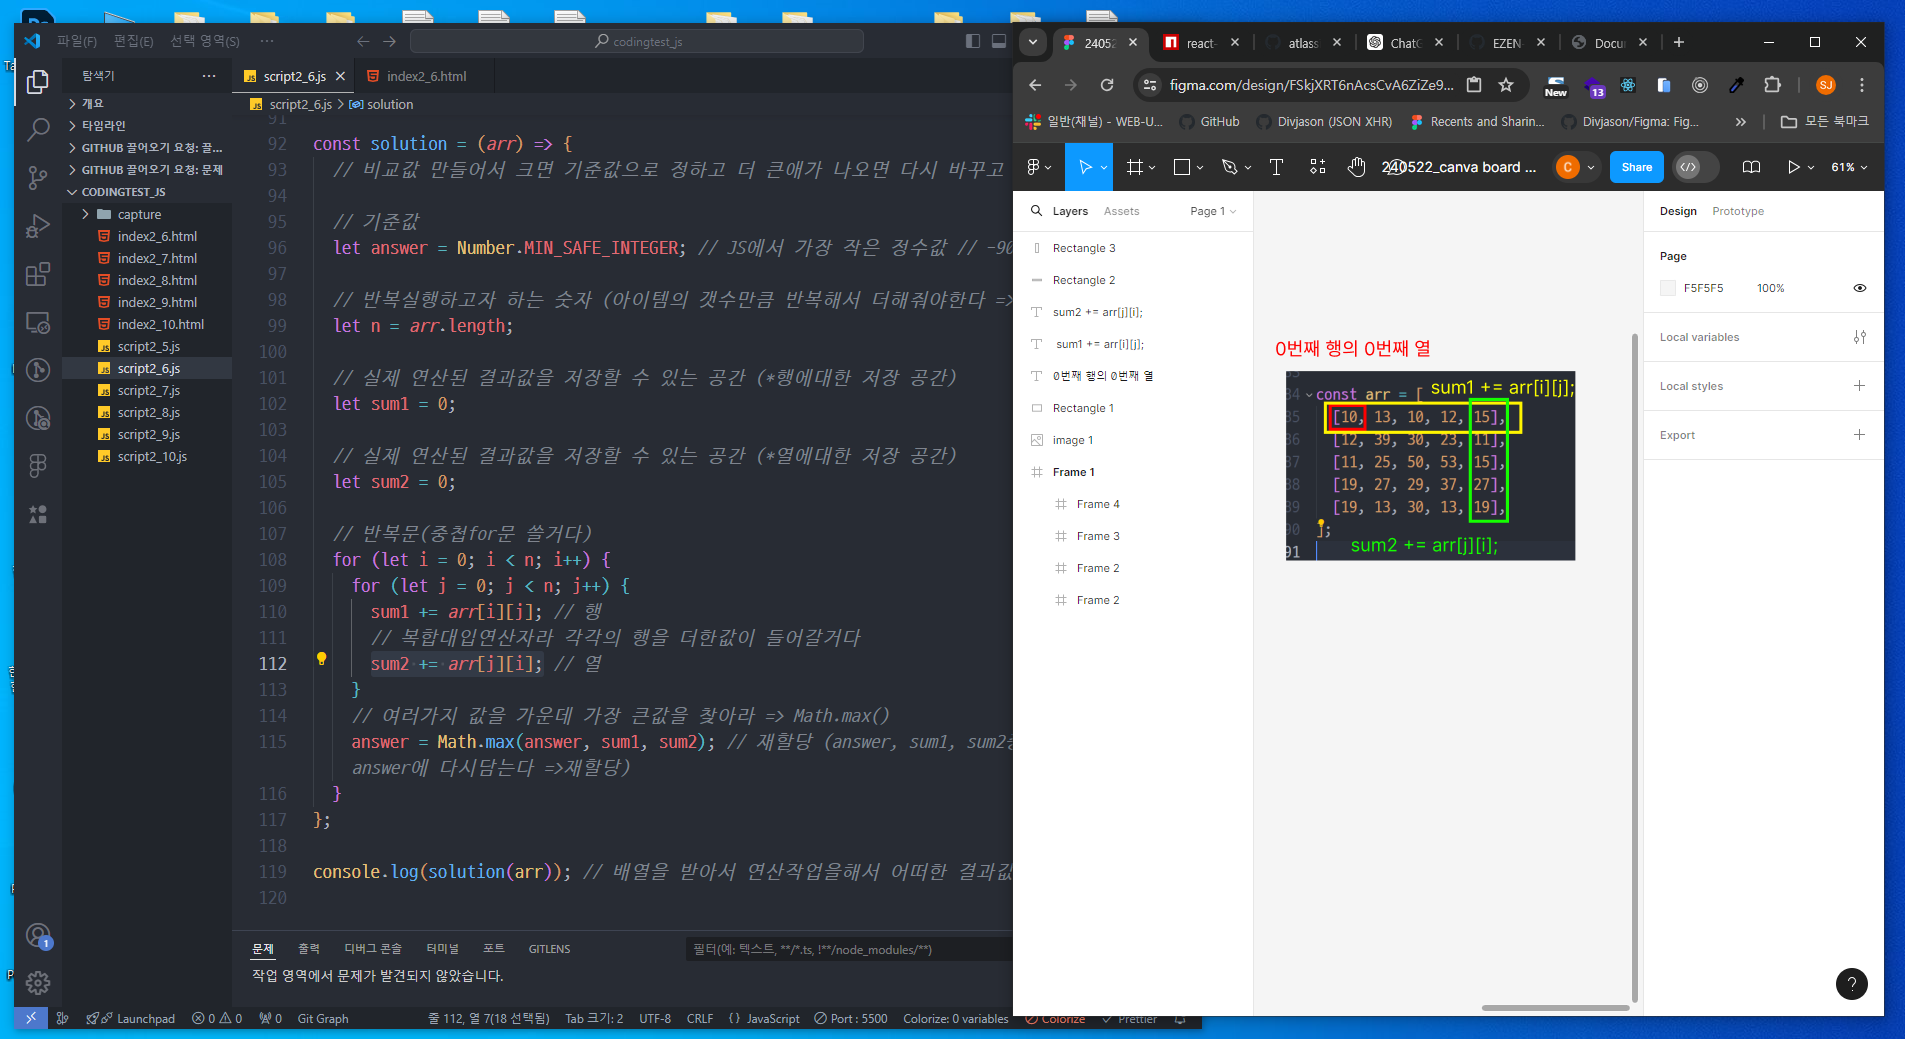 파일(F) 편집(E) 선택 영역(S) ··· codingtest_js
탐색기 ···
개요
타임라인
GITHUB 끌어오기 요청: 끌...
GITHUB 끌어오기 요청: 문제
CODINGTEST_JS
capture
index2_6.html
index2_7.html
index2_8.html
index2_9.html
index2_10.html
script2_5.js
script2_6.js
script2_7.js
script2_8.js
script2_9.js
script2_10.js
1
script2_6.js index2_6.html
script2_6.js > solution
91
92 const solution = (arr) => {
93 // 비교값 만들어서 크면 기준값으로 정하고 더 큰애가 나오면 다시 바꾸고
94
95 // 기준값
96 let answer = Number.MIN_SAFE_INTEGER; // JS에서 가장 작은 정수값 // -90
97
98 // 반복실행하고자 하는 숫자 (아이템의 갯수만큼 반복해서 더해줘야한다 =>
99 let n = arr.length;
100
101 // 실제 연산된 결과값을 저장할 수 있는 공간 (*행에대한 저장 공간)
102 let sum1 = 0;
103
104 // 실제 연산된 결과값을 저장할 수 있는 공간 (*열에대한 저장 공간)
105 let sum2 = 0;
106
107 // 반복문(중첩for문 쓸거다)
108 for (let i = 0; i < n; i++) {
109 for (let j = 0; j < n; j++) {
110 sum1 += arr[i][j]; // 행
111 // 복합대입연산자라 각각의 행을 더한값이 들어갈거다
112 sum2 += arr[j][i]; // 열
113 }
114 // 여러가지 값을 가운데 가장 큰값을 찾아라 => Math.max()
115 answer = Math.max(answer, sum1, sum2); // 재할당 (answer, sum1, sum2
answer에 다시담는다 =>재할당)
116 }
117 };
118
119 console.log(solution(arr)); // 배열을 받아서 연산작업을해서 어떠한 결과값
120
문제 출력 디버그 콘솔 터미널 포트 GITLENS 필터(예: 텍스트, **/*.ts, !**/node_modules/**)
작업 영역에서 문제가 발견되지 않았습니다.
Launchpad 0 0 0 Git Graph 줄 112, 열 7(18 선택됨) Tab 크기: 2 UTF-8 CRLF {} JavaScript Port : 5500 Colorize: 0 variables Colorize Prettier
24052 react- atlass ChatG EZEN Docu
figma.com/design/FSkjXRT6nAcsCvA6ZiZe9... New 13 SJ
일반(채널) - WEB-U... GitHub Divjason (JSON XHR) Recents and Sharin... Divjason/Figma: Fig... » 모든 북마크
240522_canva board ... C Share 61%
Layers Assets Page 1
Rectangle 3
Rectangle 2
sum2 += arr[j][i];
sum1 += arr[i][j];
0번째 행의 0번째 열
Rectangle 1
image 1
Frame 1
Frame 4
Frame 3
Frame 2
Frame 2
0번째 행의 0번째 열
84 const arr = [ sum1 += arr[i][j];
85 [10, 13, 10, 12, 15],
86 [12, 39, 30, 23, 11],
87 [11, 25, 50, 53, 15],
88 [19, 27, 29, 37, 27],
89 [19, 13, 30, 13, 19],
90 ];
91 sum2 += arr[j][i];
Design Prototype
Page
F5F5F5 100%
Local variables
Local styles
Export
?